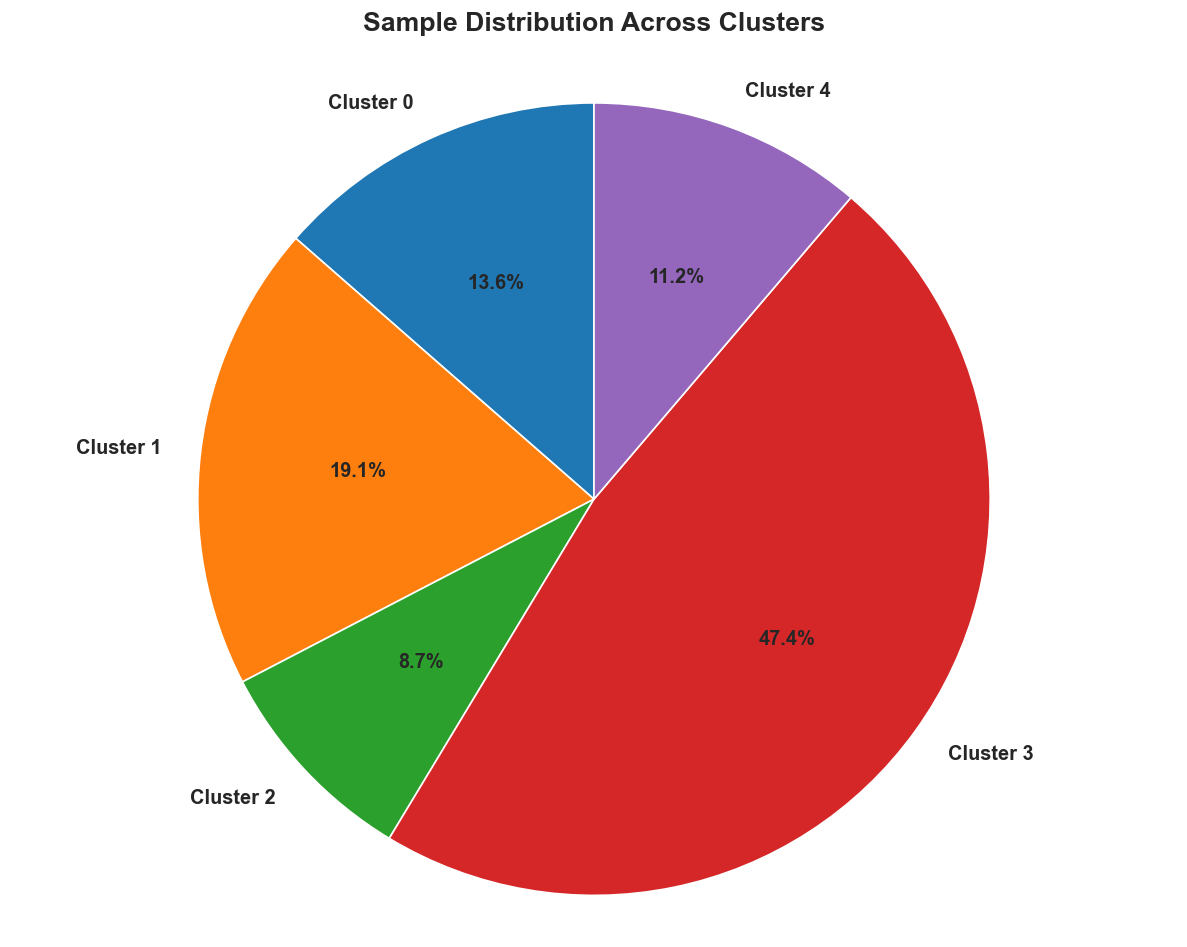 Sample Distribution Across Clusters
Cluster 4
Cluster 0
11.2%
13.6%
Cluster 1
19.1%
47.4%
8.7%
Cluster 3
Cluster 2